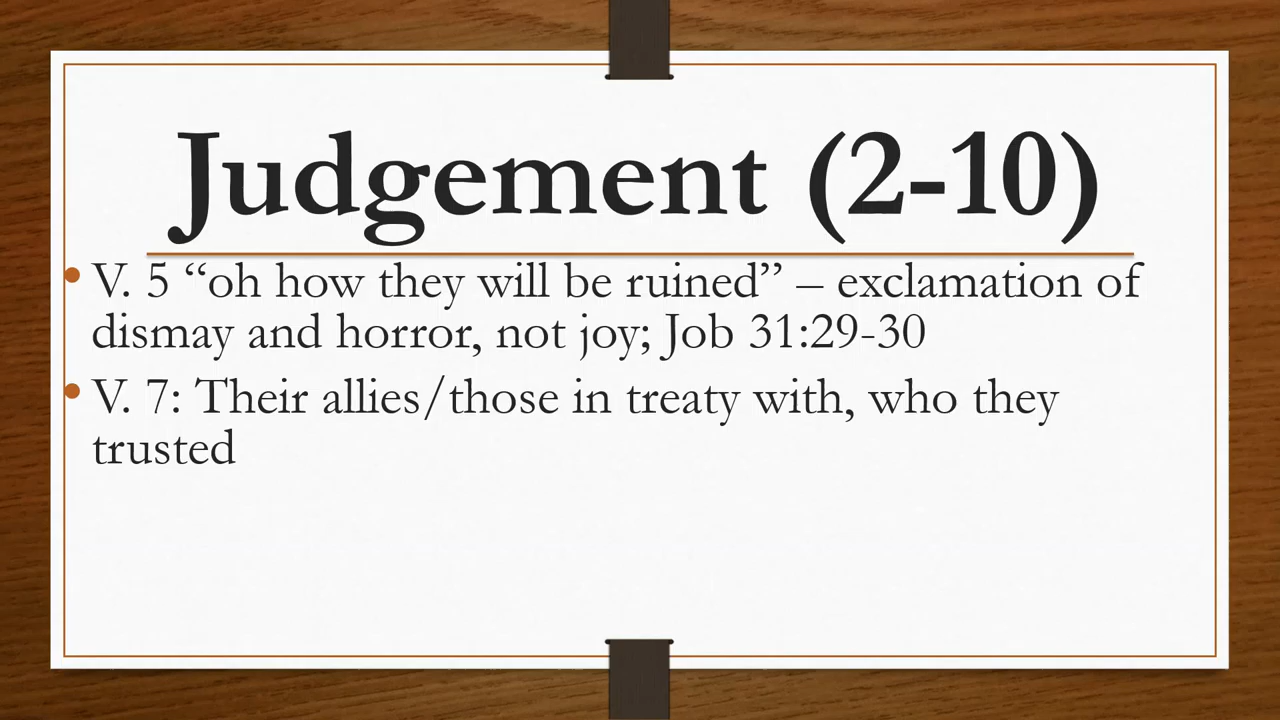 Judgement (2-10)
• V. 5 “oh how they will be ruined” – exclamation of
dismay and horror, not joy; Job 31:29-30
• V. 7: Their allies/those in treaty with, who they
trusted